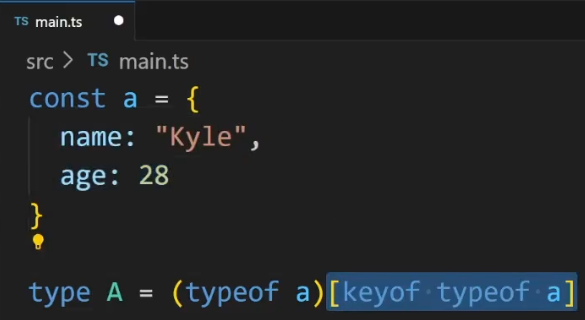 TS main.ts
src > TS main.ts
const a = {
name: "Kyle",
age: 28
}
type A = (typeof a)[keyof typeof a]